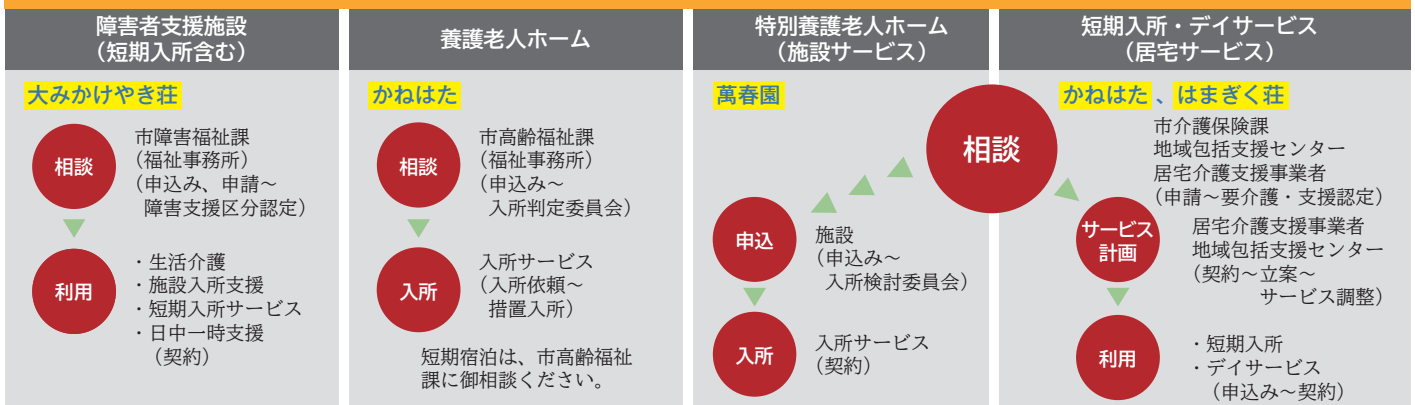 障害者支援施設
（短期入所含む）
大みかけやき荘
相談
市障害福祉課
(福祉事務所)
(申込み、申請～
障害支援区分認定)
利用
・生活介護
・施設入所支援
・短期入所サービス
・日中一時支援
(契約)
養護老人ホーム
かねはた
相談
市高齢福祉課
(福祉事務所)
(申込み～
入所判定委員会)
入所
入所サービス
(入所依頼～
措置入所)
短期宿泊は、市高齢福祉
課に御相談ください。
特別養護老人ホーム
（施設サービス）
萬春園
相談
申込
施設
(申込み～
入所検討委員会)
入所
入所サービス
(契約)
短期入所・デイサービス
（居宅サービス）
かねはた、はまぎく荘
市介護保険課
地域包括支援センター
居宅介護支援事業者
(申請～要介護・支援認定)
サービス
計画
居宅介護支援事業者
地域包括支援センター
(契約～立案～
サービス調整)
利用
・短期入所
・デイサービス
(申込み～契約)